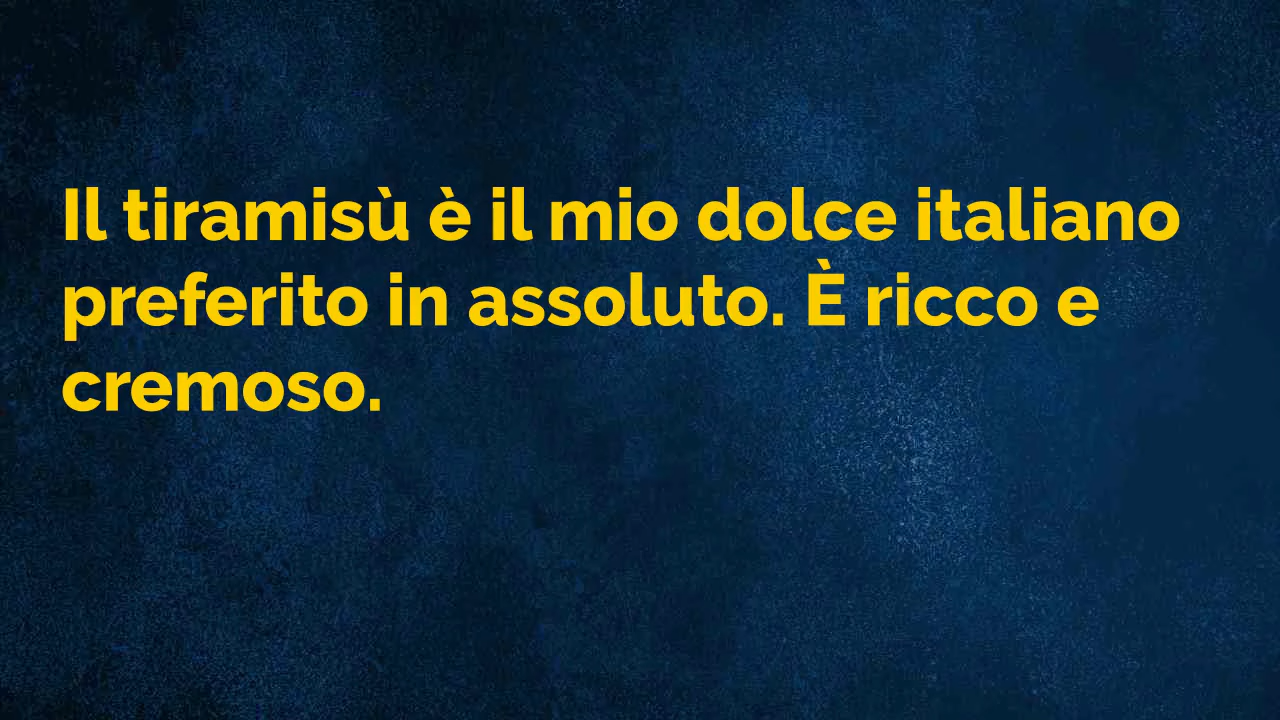 Il tiramisù è il mio dolce italiano
preferito in assoluto. È ricco e
cremoso.